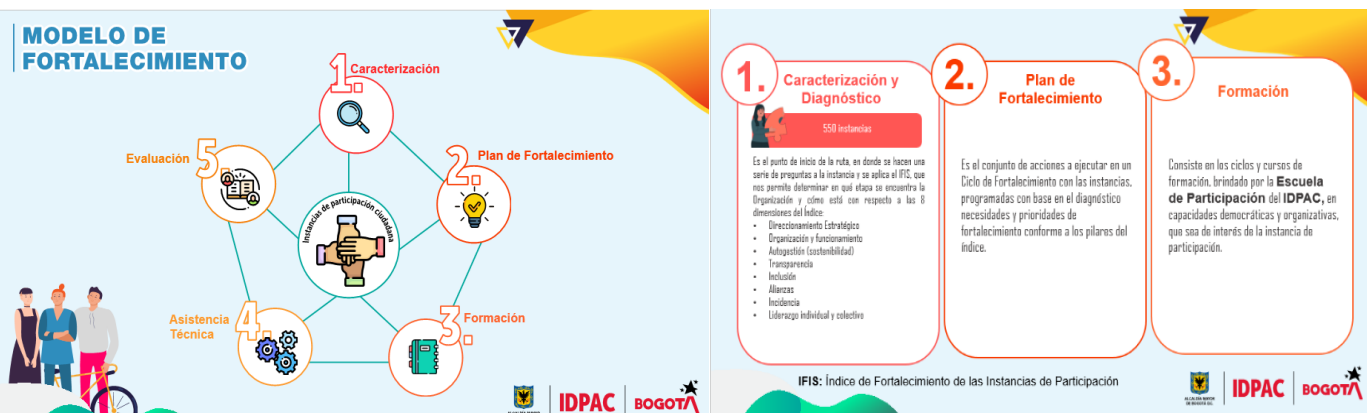 MODELO DE
FORTALECIMIENTO
1.
Caracterización
2.
Plan de Fortalecimiento
3.
Formación
4.
Asistencia
Técnica
5.
Evaluación
Instancias de participación ciudadana
ALCALDÍA MAYOR
IDPAC
BOGOTÁ
1.
Caracterización y
Diagnóstico
550 instancias
Es el punto de inicio de la ruta, en donde se hacen una
serie de preguntas a la instancia y se aplica el IFIS, que
nos permite determinar en qué etapa se encuentra la
Organización y cómo está con respecto a las 8
dimensiones del Índice:
• Direccionamiento Estratégico
• Organización y funcionamiento
• Autogestión (sostenibilidad)
• Transparencia
• Inclusión
• Alianzas
• Incidencia
• Liderazgo individual y colectivo
2.
Plan de
Fortalecimiento
Es el conjunto de acciones a ejecutar en un
Ciclo de Fortalecimiento con las instancias,
programadas con base en el diagnóstico
necesidades y prioridades de
fortalecimiento conforme a los pilares del
índice.
3.
Formación
Consiste en los ciclos y cursos de
formación, brindado por la Escuela
de Participación del IDPAC, en
capacidades democráticas y organizativas,
que sea de interés de la instancia de
participación.
IFIS: Índice de Fortalecimiento de las Instancias de Participación
ALCALDÍA MAYOR
DE BOGOTÁ D.C.
IDPAC
BOGOTÁ